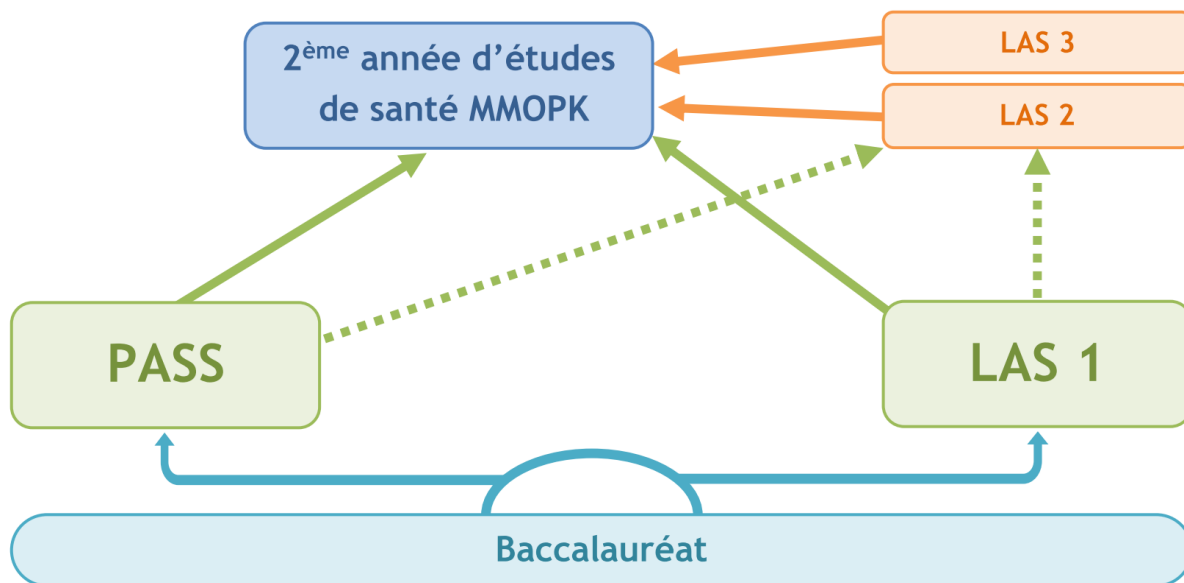 2ème année d'études
de santé MMOPK
LAS 3
LAS 2
PASS
LAS 1
Baccalauréat